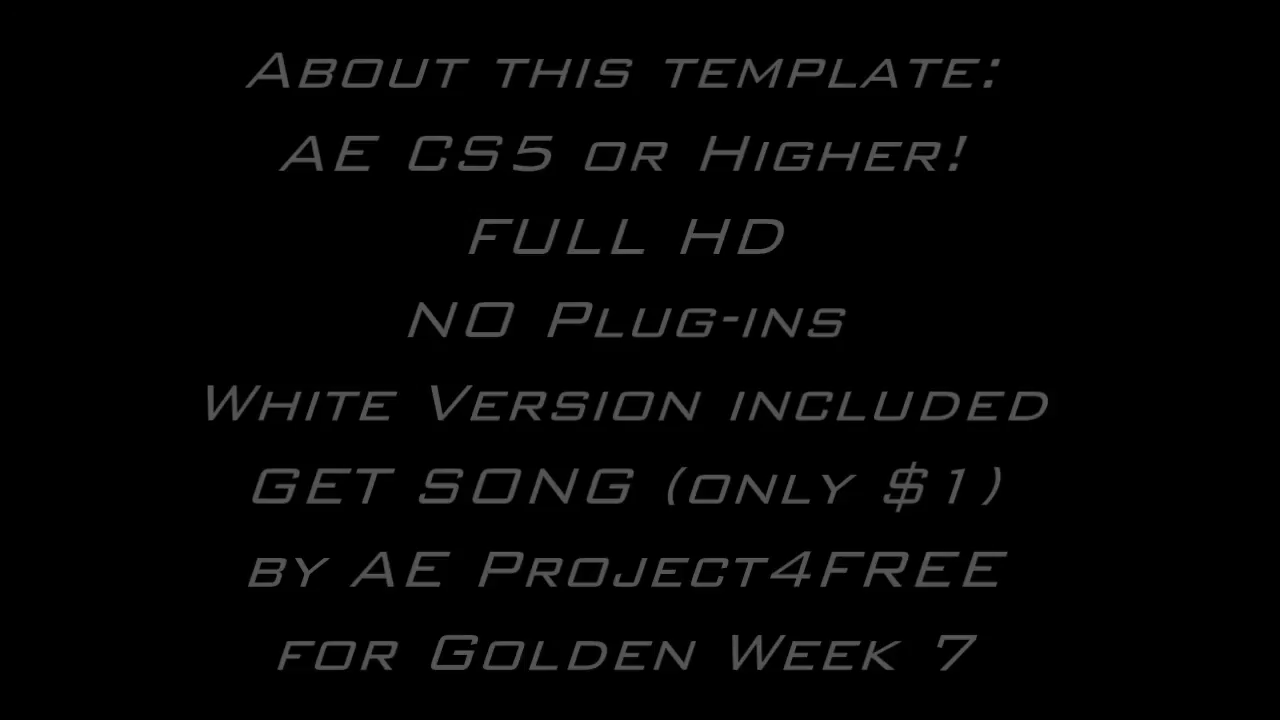 About this template:
AE CS5 or Higher!
FULL HD
NO Plug-ins
White Version included
GET SONG (only $1)
by AE Project4FREE
for Golden Week 7